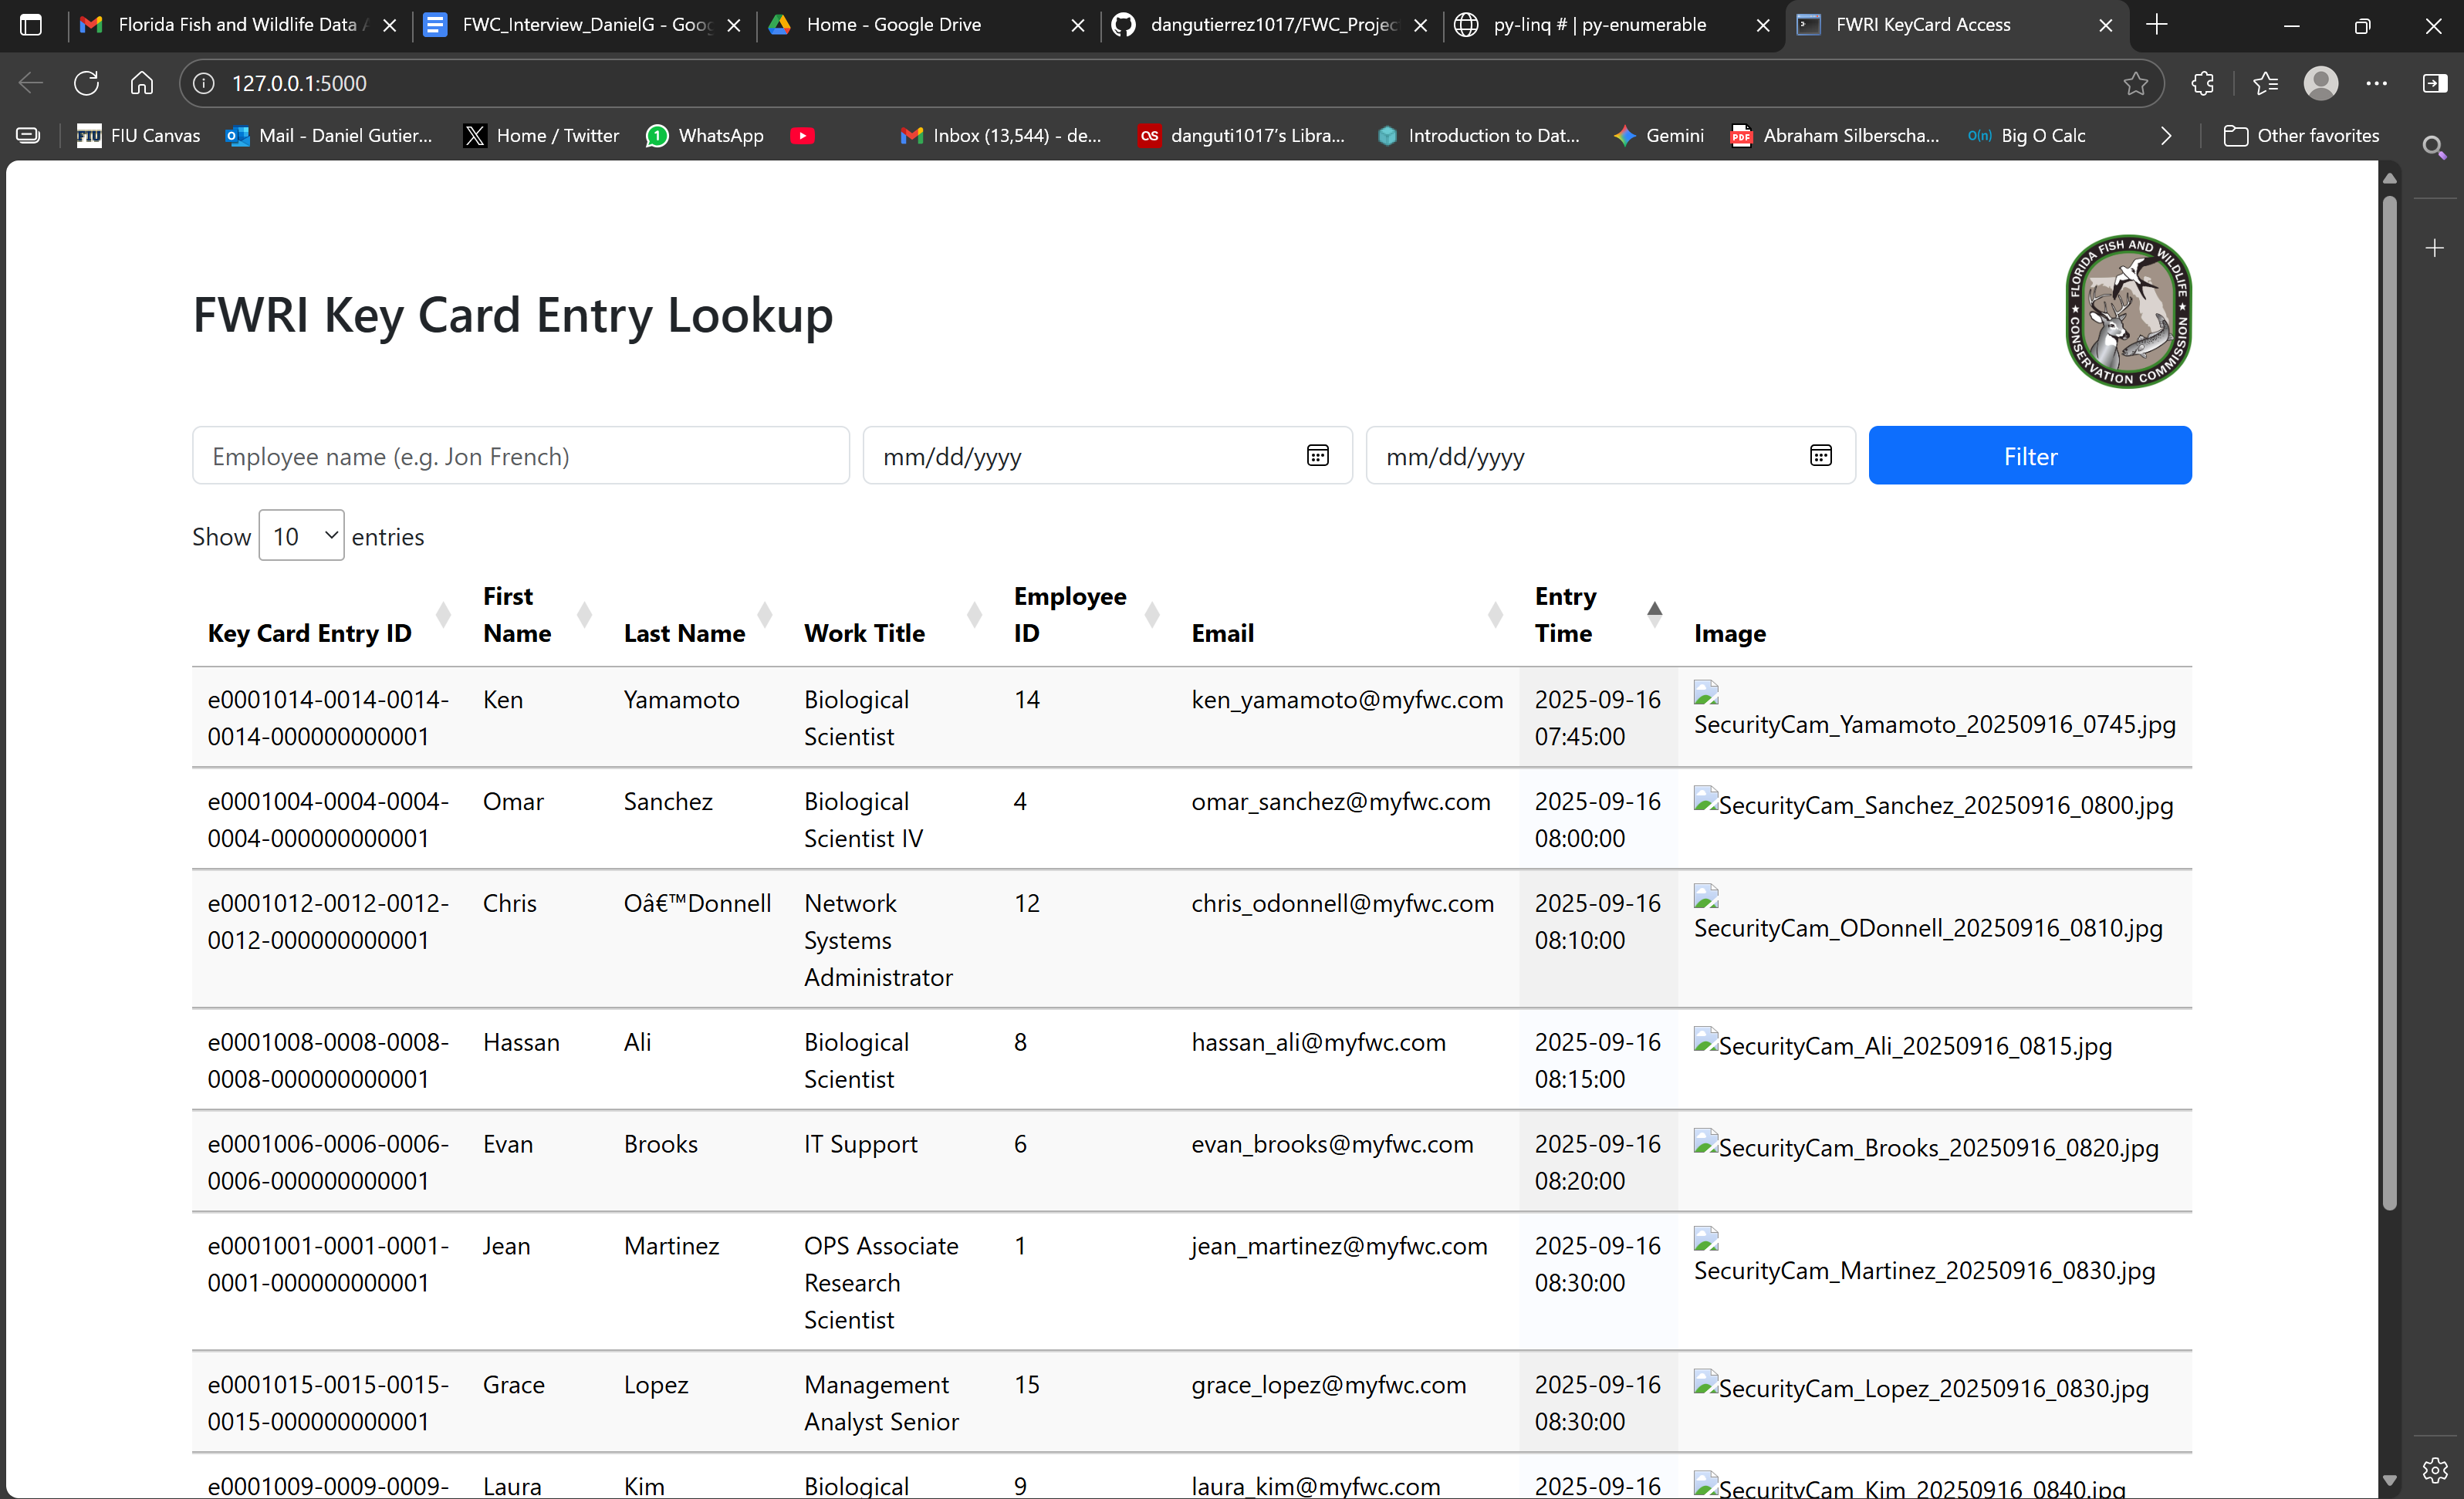 Florida Fish and Wildlife Data
FWC_Interview_DanielG - Goog
Home - Google Drive
dangutierrez1017/FWC_Projec
py-linq # | py-enumerable
FWRI KeyCard Access
127.0.0.1:5000
FIU Canvas
Mail - Daniel Gutier...
Home / Twitter
WhatsApp
Inbox (13,544) - de...
danguti1017's Libra...
Introduction to Dat...
Gemini
Abraham Silberscha...
Big O Calc
Other favorites
FWRI Key Card Entry Lookup
FLORIDA FISH AND WILDLIFE
CONSERVATION COMMISSION
Employee name (e.g. Jon French)
mm/dd/yyyy
mm/dd/yyyy
Filter
Show 10 entries
Key Card Entry ID
First
Name
Last Name
Work Title
Employee
ID
Email
Entry
Time
Image
e0001014-0014-0014-
0014-000000000001
Ken
Yamamoto
Biological
Scientist
14
ken_yamamoto@myfwc.com
2025-09-16
07:45:00
SecurityCam_Yamamoto_20250916_0745.jpg
e0001004-0004-0004-
0004-000000000001
Omar
Sanchez
Biological
Scientist IV
4
omar_sanchez@myfwc.com
2025-09-16
08:00:00
SecurityCam_Sanchez_20250916_0800.jpg
e0001012-0012-0012-
0012-000000000001
Chris
Oâ€™Donnell
Network
Systems
Administrator
12
chris_odonnell@myfwc.com
2025-09-16
08:10:00
SecurityCam_ODonnell_20250916_0810.jpg
e0001008-0008-0008-
0008-000000000001
Hassan
Ali
Biological
Scientist
8
hassan_ali@myfwc.com
2025-09-16
08:15:00
SecurityCam_Ali_20250916_0815.jpg
e0001006-0006-0006-
0006-000000000001
Evan
Brooks
IT Support
6
evan_brooks@myfwc.com
2025-09-16
08:20:00
SecurityCam_Brooks_20250916_0820.jpg
e0001001-0001-0001-
0001-000000000001
Jean
Martinez
OPS Associate
Research
Scientist
1
jean_martinez@myfwc.com
2025-09-16
08:30:00
SecurityCam_Martinez_20250916_0830.jpg
e0001015-0015-0015-
0015-000000000001
Grace
Lopez
Management
Analyst Senior
15
grace_lopez@myfwc.com
2025-09-16
08:30:00
SecurityCam_Lopez_20250916_0830.jpg
e0001009-0009-0009-
Laura
Kim
Biological
9
laura_kim@myfwc.com
2025-09-16
SecurityCam_Kim_20250916_0840.jpg